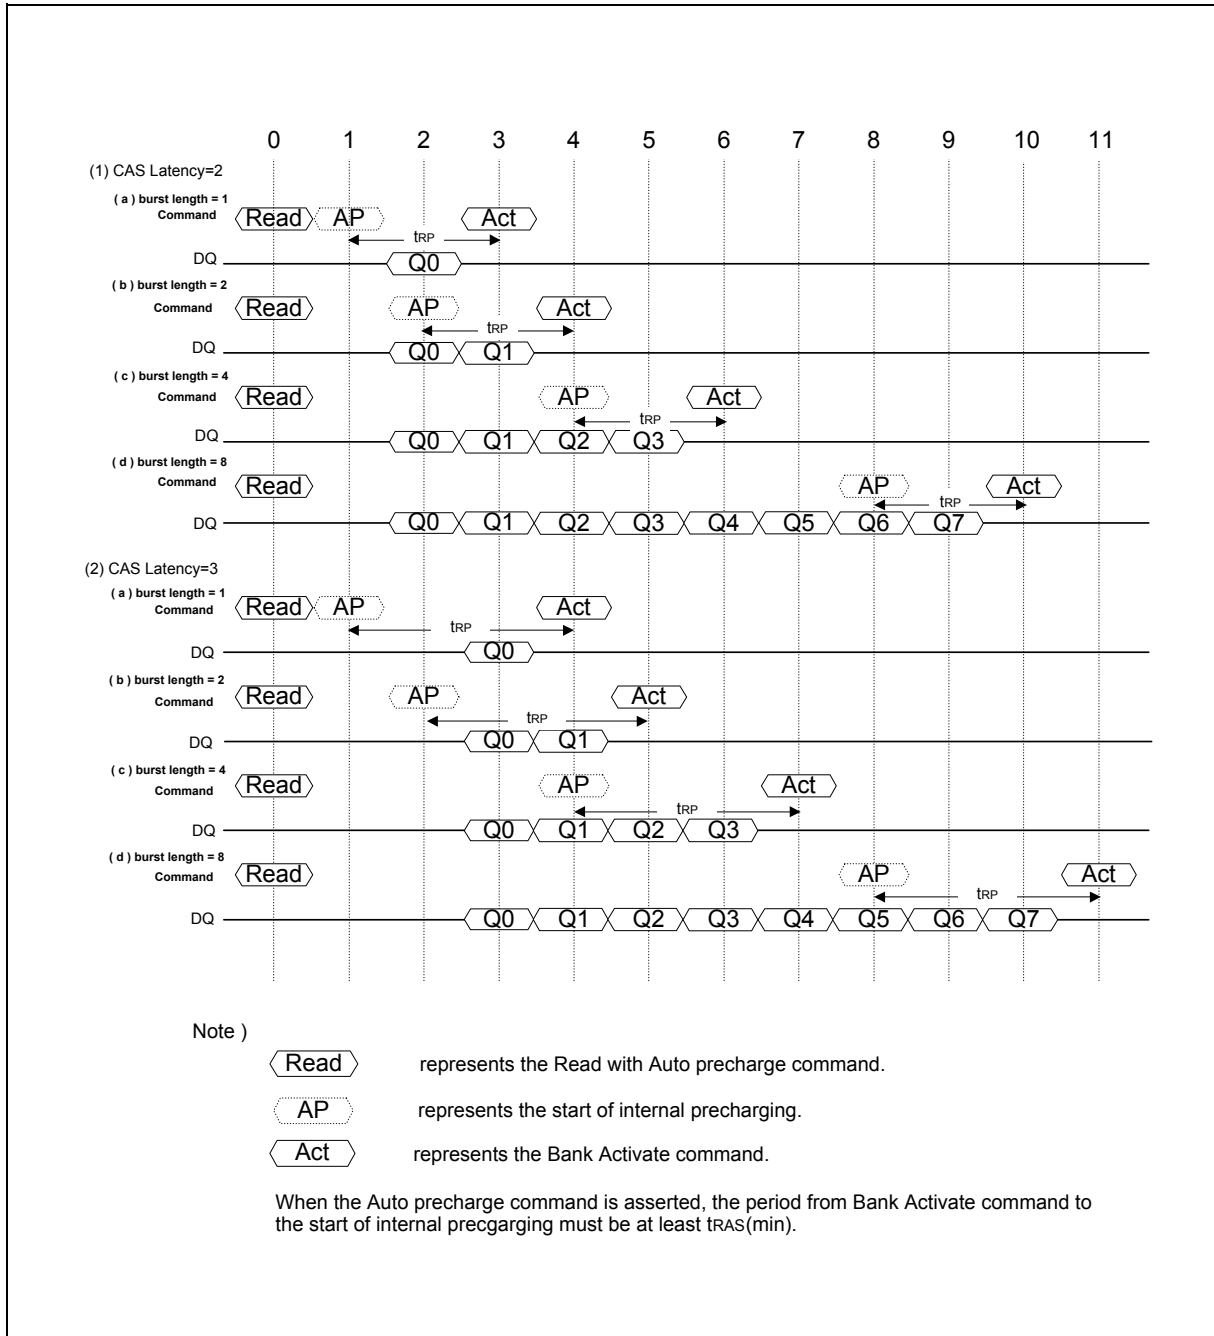 0 1 2 3 4 5 6 7 8 9 10 11
(1) CAS Latency=2
( a ) burst length = 1
Command Read AP Act
tRP
DQ Q0
( b ) burst length = 2
Command Read AP Act
tRP
DQ Q0 Q1
( c ) burst length = 4
Command Read AP Act
tRP
DQ Q0 Q1 Q2 Q3
( d ) burst length = 8
Command Read AP Act
tRP
DQ Q0 Q1 Q2 Q3 Q4 Q5 Q6 Q7
(2) CAS Latency=3
( a ) burst length = 1
Command Read AP Act
tRP
DQ Q0
( b ) burst length = 2
Command Read AP Act
tRP
DQ Q0 Q1
( c ) burst length = 4
Command Read AP Act
tRP
DQ Q0 Q1 Q2 Q3
( d ) burst length = 8
Command Read AP Act
tRP
DQ Q0 Q1 Q2 Q3 Q4 Q5 Q6 Q7
Note )
Read represents the Read with Auto precharge command.
AP represents the start of internal precharging.
Act represents the Bank Activate command.
When the Auto precharge command is asserted, the period from Bank Activate command to
the start of internal precgarging must be at least tRAS(min).